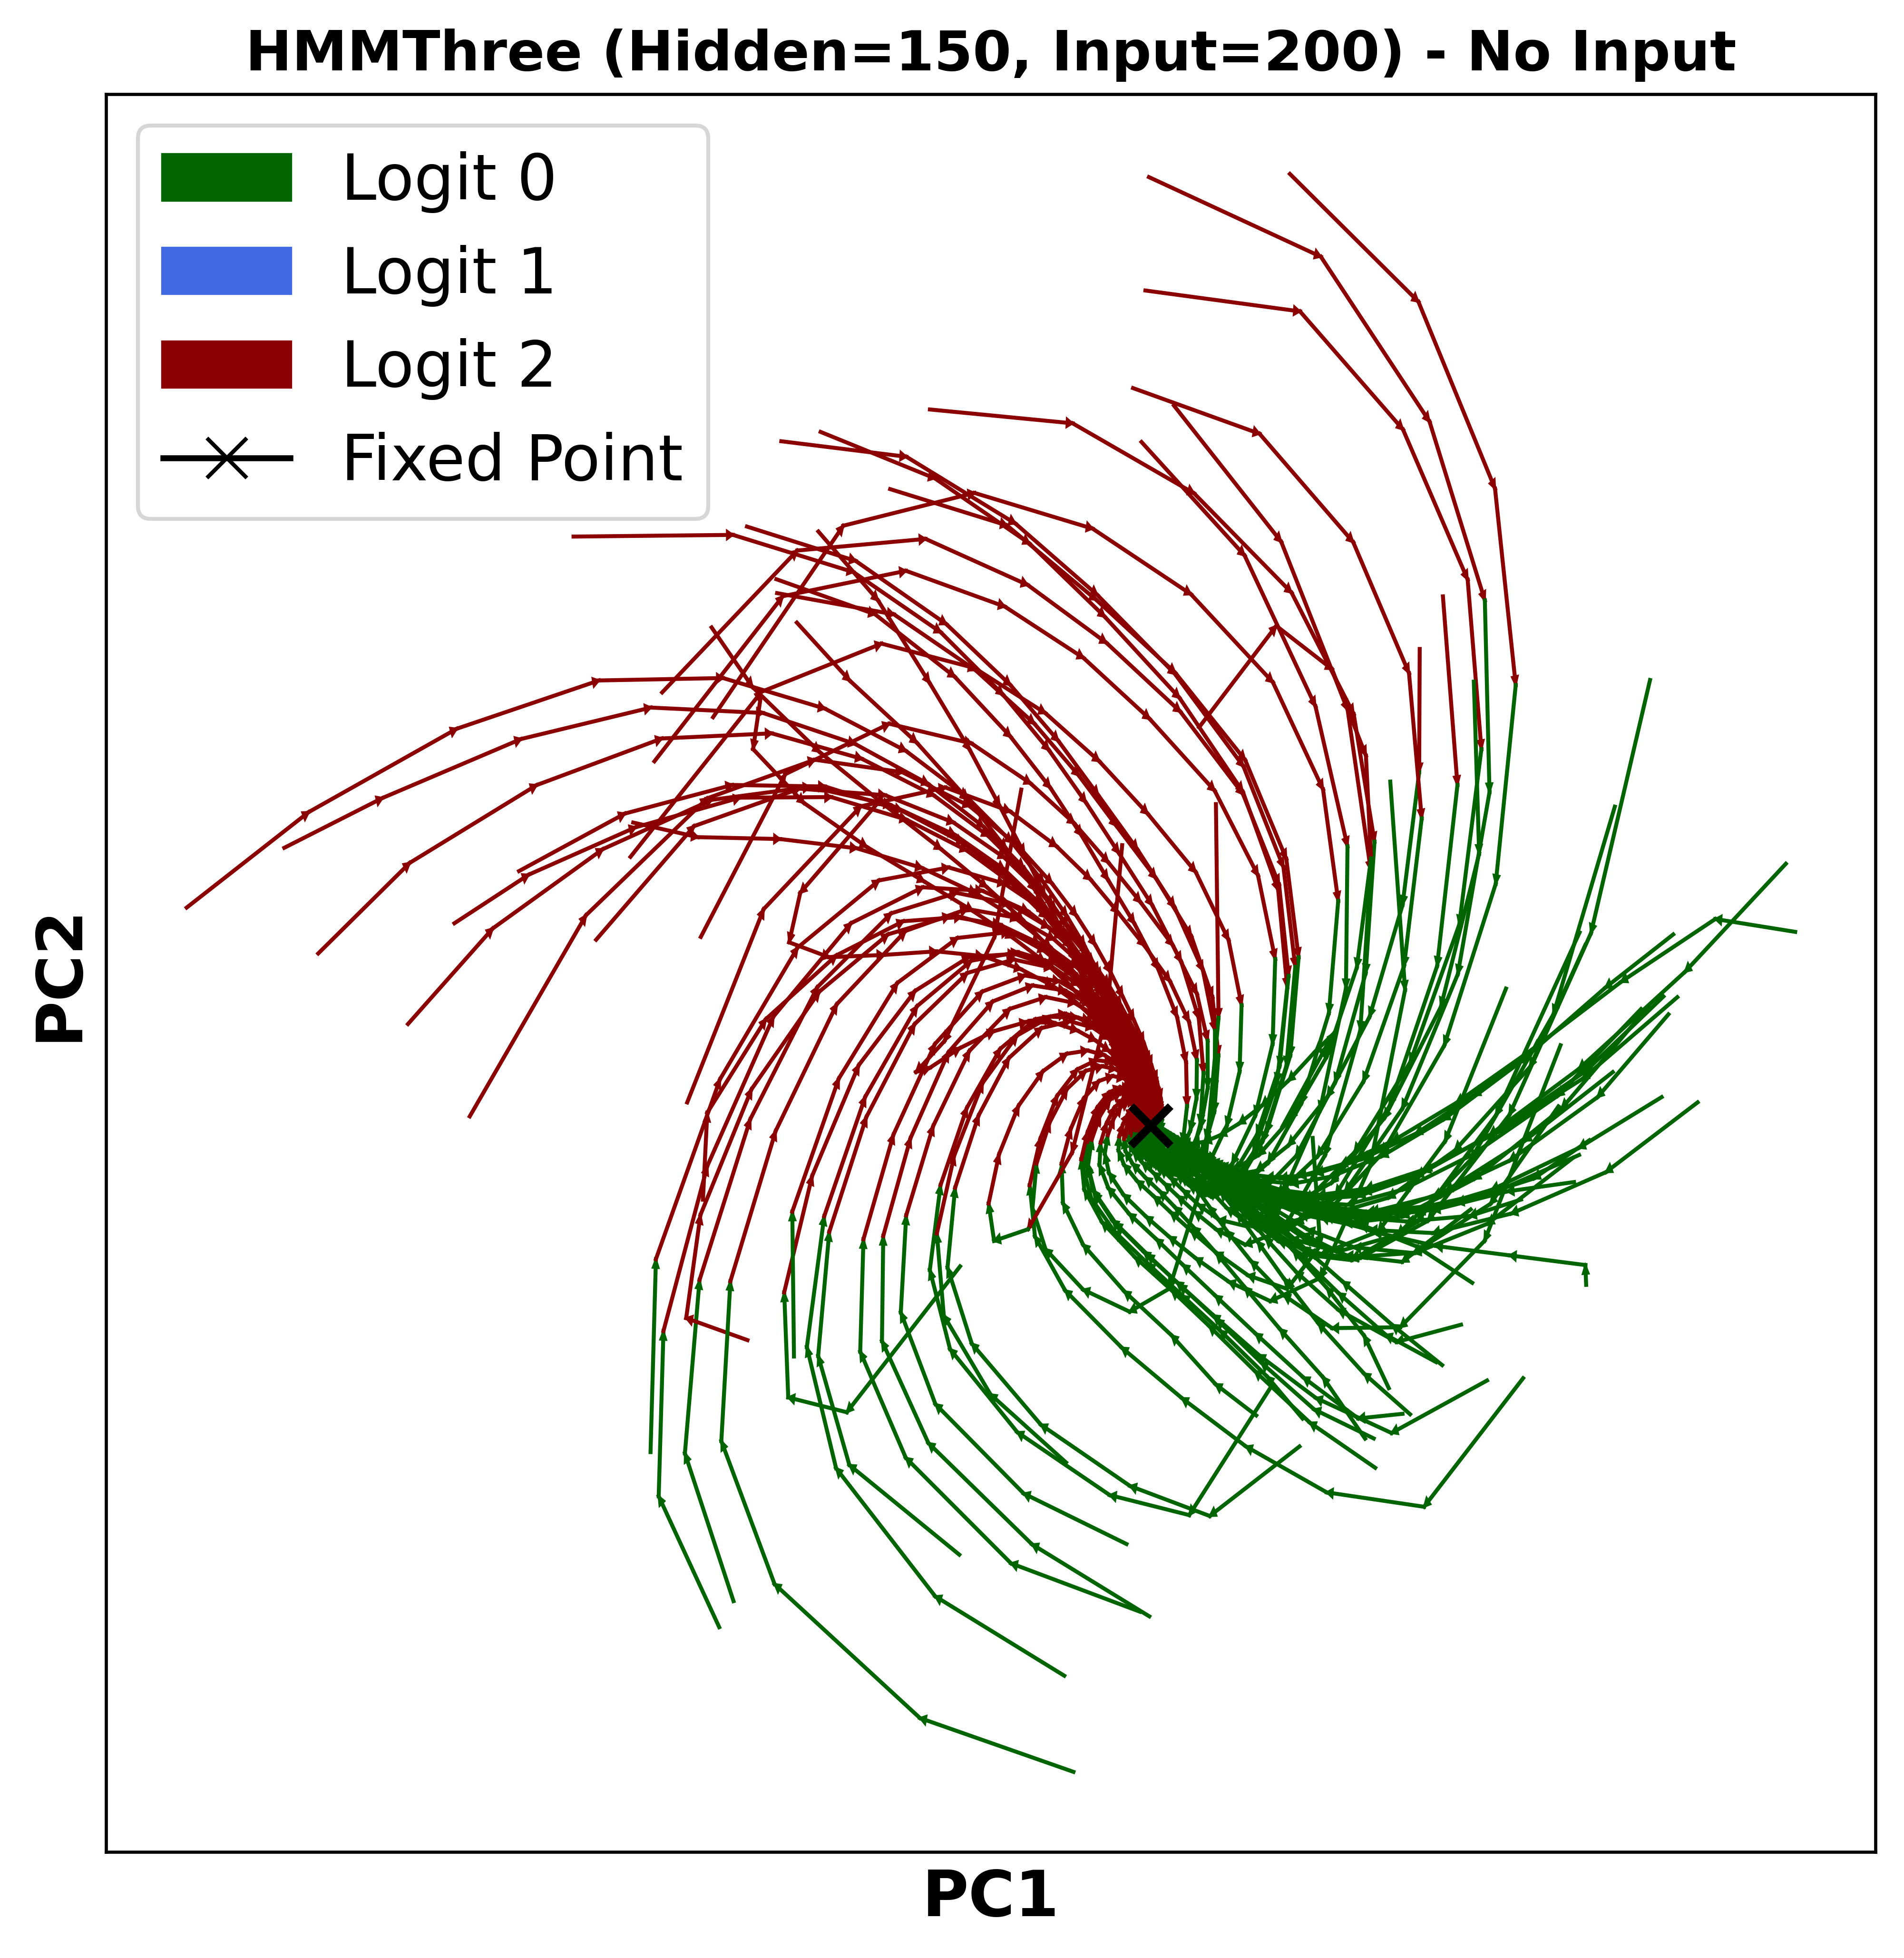 HMMThree (Hidden=150, Input=200) - No Input
Logit 0
Logit 1
Logit 2
Fixed Point
PC2
PC1